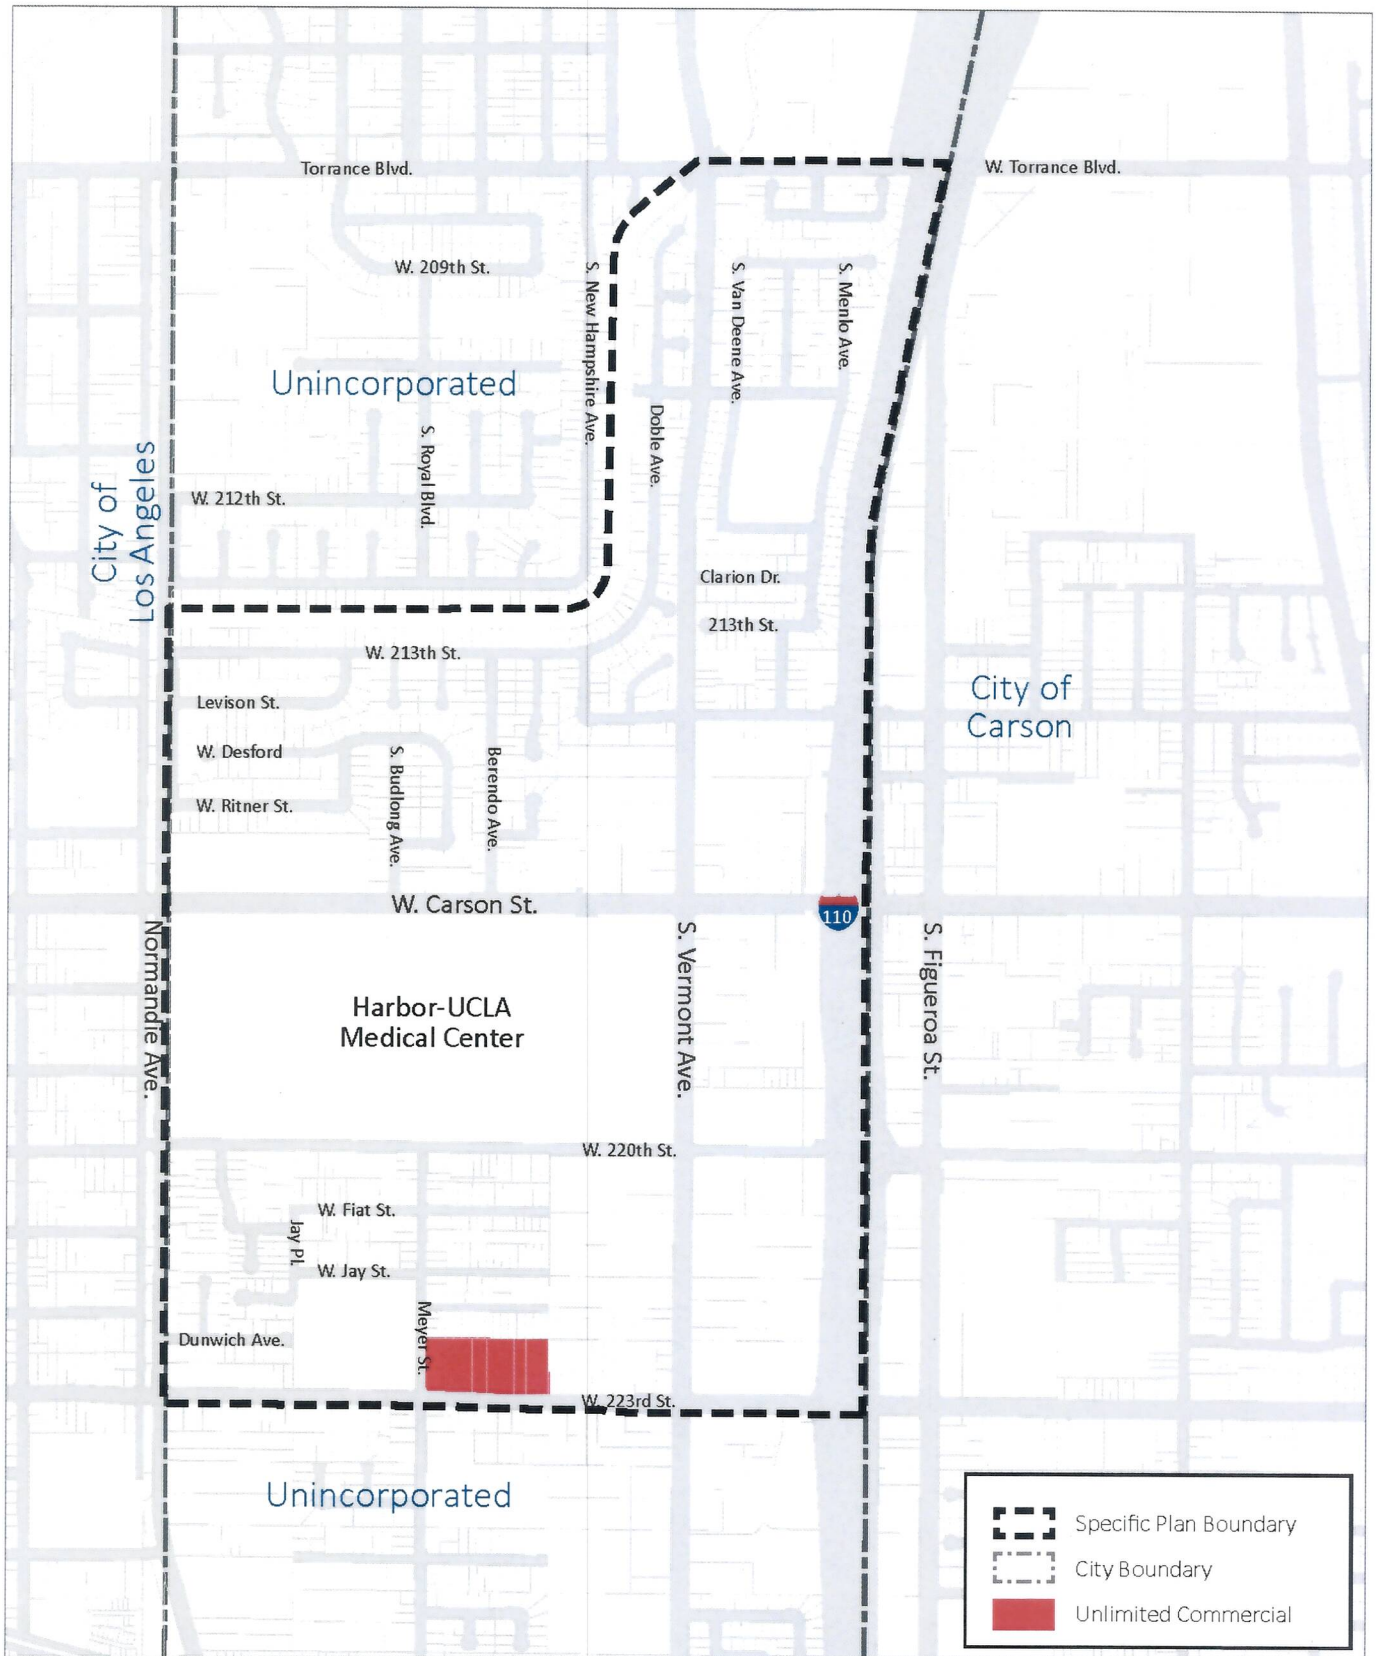 Torrance Blvd.
W. Torrance Blvd.
W. 209th St.
S. New Hampshire Ave.
S. Van Deene Ave.
S. Menlo Ave.
Unincorporated
Doble Ave.
S. Royal Blvd.
City of
Los Angeles
W. 212th St.
Clarion Dr.
213th St.
W. 213th St.
City of
Carson
Levison St.
W. Desford
S. Budlong Ave.
Berendo Ave.
W. Ritner St.
W. Carson St.
110
Normandie Ave.
S. Vermont Ave.
S. Figueroa St.
Harbor-UCLA
Medical Center
W. 220th St.
W. Fiat St.
Jay Pl.
W. Jay St.
Meyer St.
Dunwich Ave.
W. 223rd St.
Unincorporated
Specific Plan Boundary
City Boundary
Unlimited Commercial